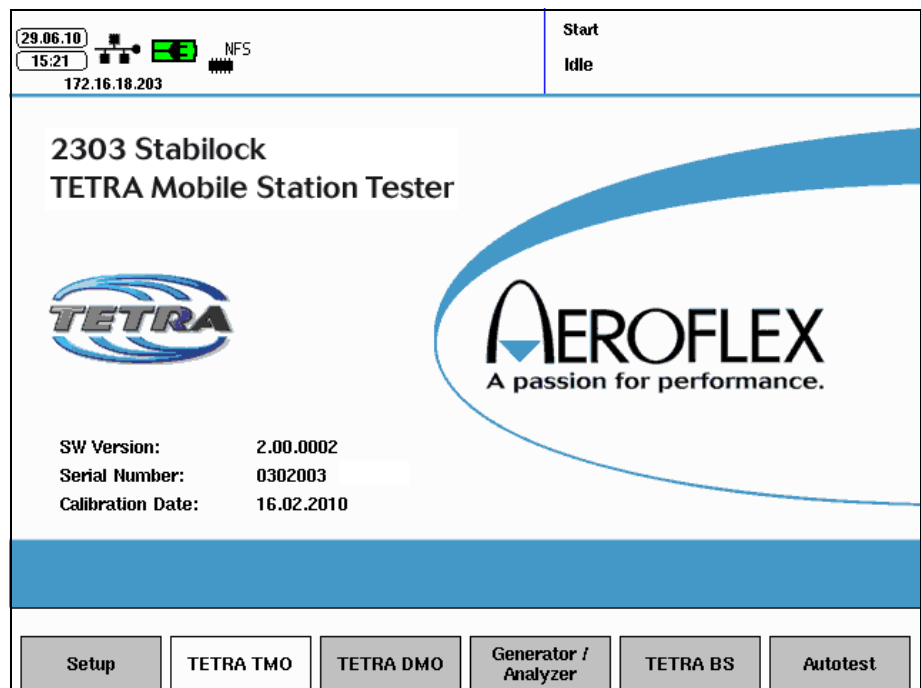 29.06.10
15:21
NFS
172.16.18.203
Start
Idle
2303 Stabilock
TETRA Mobile Station Tester
TETRA
AEROFLEX
A passion for performance.
SW Version: 2.00.0002
Serial Number: 0302003
Calibration Date: 16.02.2010
Setup
TETRA TMO
TETRA DMO
Generator /
Analyzer
TETRA BS
Autotest